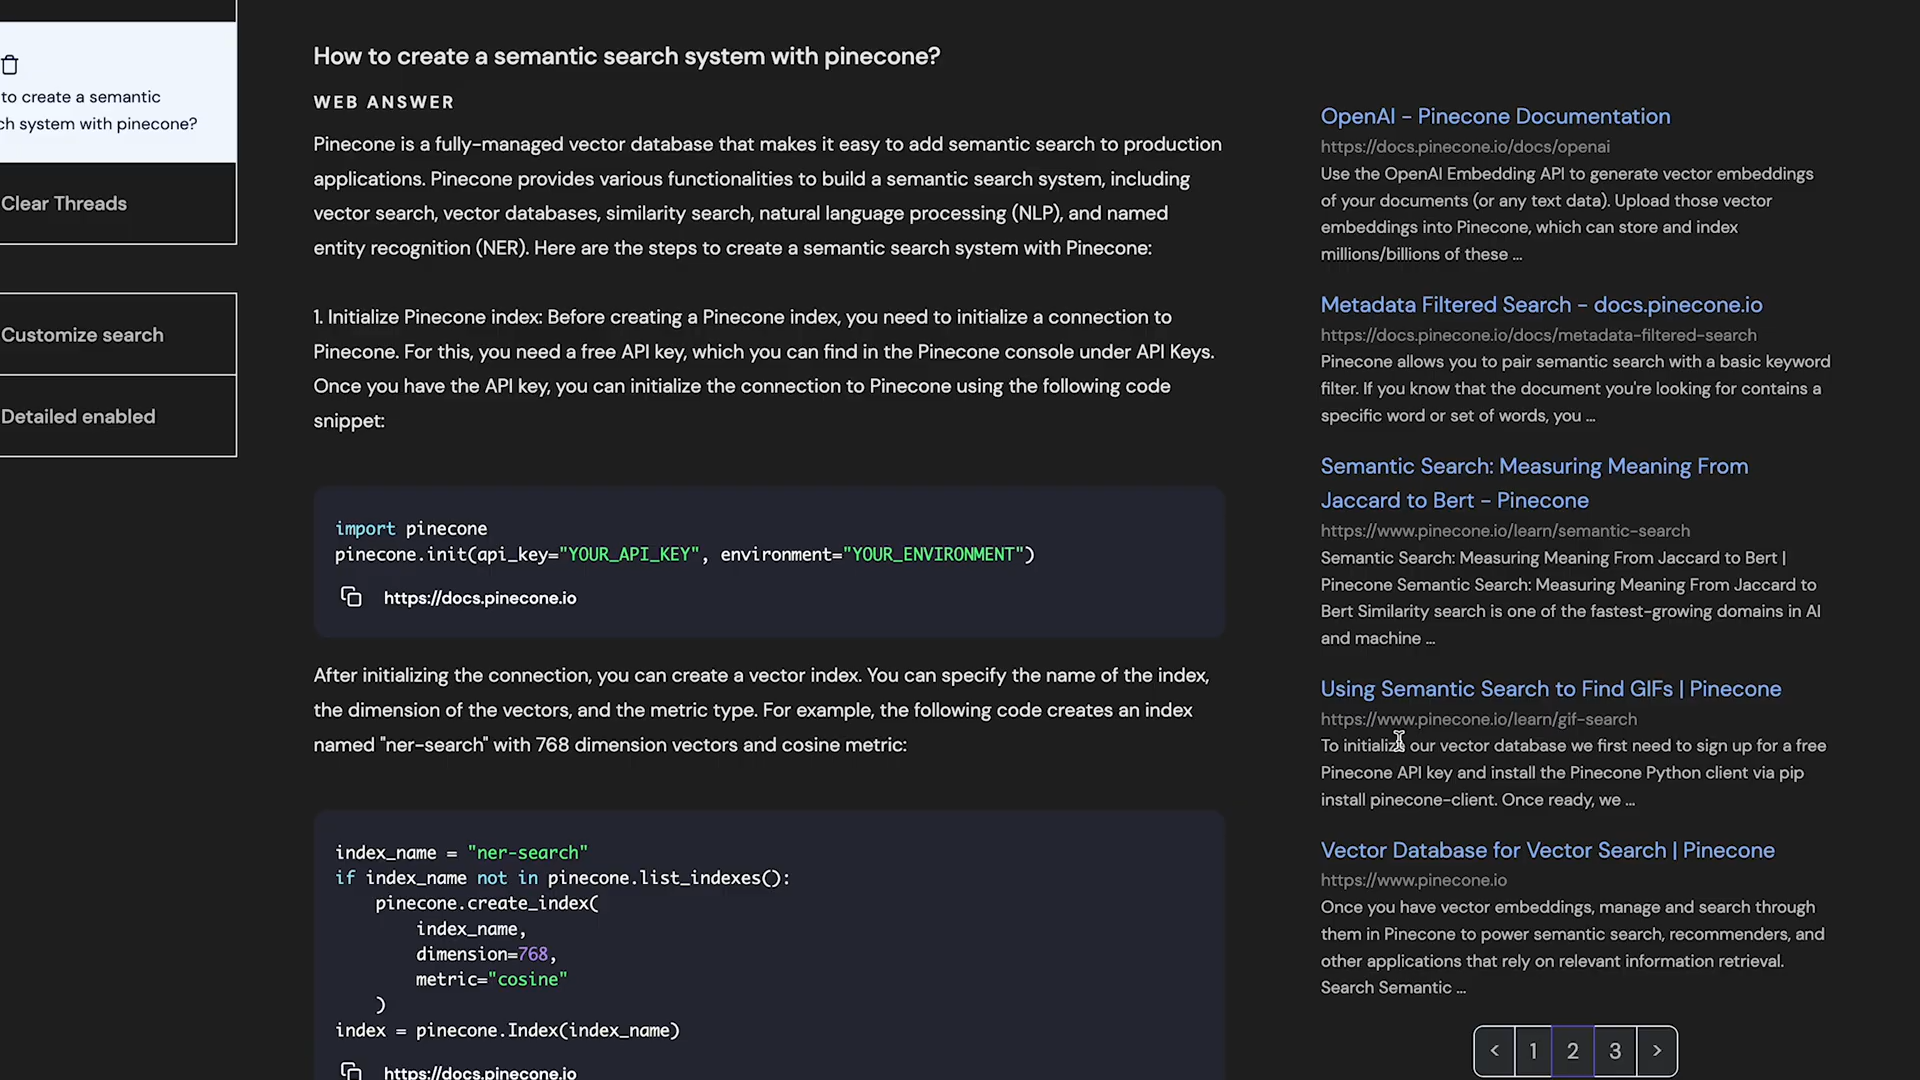 to create a semantic
ch system with pinecone?
Clear Threads
Customize search
Detailed enabled
How to create a semantic search system with pinecone?
WEB ANSWER
Pinecone is a fully-managed vector database that makes it easy to add semantic search to production
applications. Pinecone provides various functionalities to build a semantic search system, including
vector search, vector databases, similarity search, natural language processing (NLP), and named
entity recognition (NER). Here are the steps to create a semantic search system with Pinecone:
1. Initialize Pinecone index: Before creating a Pinecone index, you need to initialize a connection to
Pinecone. For this, you need a free API key, which you can find in the Pinecone console under API Keys.
Once you have the API key, you can initialize the connection to Pinecone using the following code
snippet:
import pinecone
pinecone.init(api_key="YOUR_API_KEY", environment="YOUR_ENVIRONMENT")
https://docs.pinecone.io
After initializing the connection, you can create a vector index. You can specify the name of the index,
the dimension of the vectors, and the metric type. For example, the following code creates an index
named "ner-search" with 768 dimension vectors and cosine metric:
index_name = "ner-search"
if index_name not in pinecone.list_indexes():
    pinecone.create_index(
        index_name,
        dimension=768,
        metric="cosine"
    )
index = pinecone.Index(index_name)
https://docs.pinecone.io
OpenAI - Pinecone Documentation
https://docs.pinecone.io/docs/openai
Use the OpenAI Embedding API to generate vector embeddings
of your documents (or any text data). Upload those vector
embeddings into Pinecone, which can store and index
millions/billions of these ...
Metadata Filtered Search - docs.pinecone.io
https://docs.pinecone.io/docs/metadata-filtered-search
Pinecone allows you to pair semantic search with a basic keyword
filter. If you know that the document you're looking for contains a
specific word or set of words, you ...
Semantic Search: Measuring Meaning From
Jaccard to Bert - Pinecone
https://www.pinecone.io/learn/semantic-search
Semantic Search: Measuring Meaning From Jaccard to Bert |
Pinecone Semantic Search: Measuring Meaning From Jaccard to
Bert Similarity search is one of the fastest-growing domains in AI
and machine ...
Using Semantic Search to Find GIFs | Pinecone
https://www.pinecone.io/learn/gif-search
To initialize our vector database we first need to sign up for a free
Pinecone API key and install the Pinecone Python client via pip
install pinecone-client. Once ready, we ...
Vector Database for Vector Search | Pinecone
https://www.pinecone.io
Once you have vector embeddings, manage and search through
them in Pinecone to power semantic search, recommenders, and
other applications that rely on relevant information retrieval.
Search Semantic ...
< 1 2 3 >